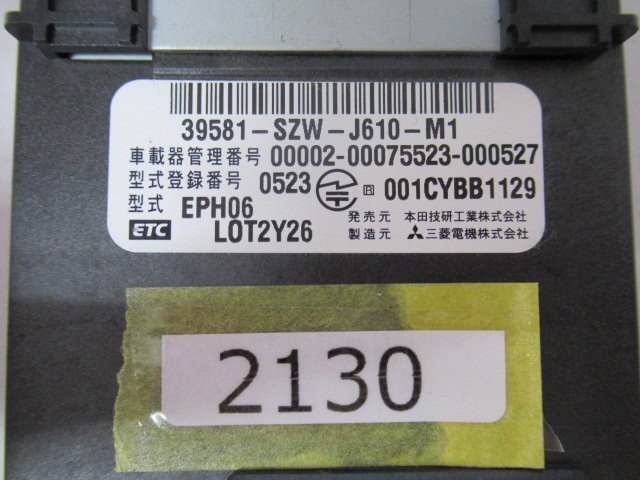 39581-SZW-J610-M1
車載器管理番号 00002-00075523-000527
型式登録番号 0523 R 001CYBB1129
型式 EPH06
ETC LOT2Y26
発売元 本田技研工業株式会社
製造元 三菱電機株式会社
2130